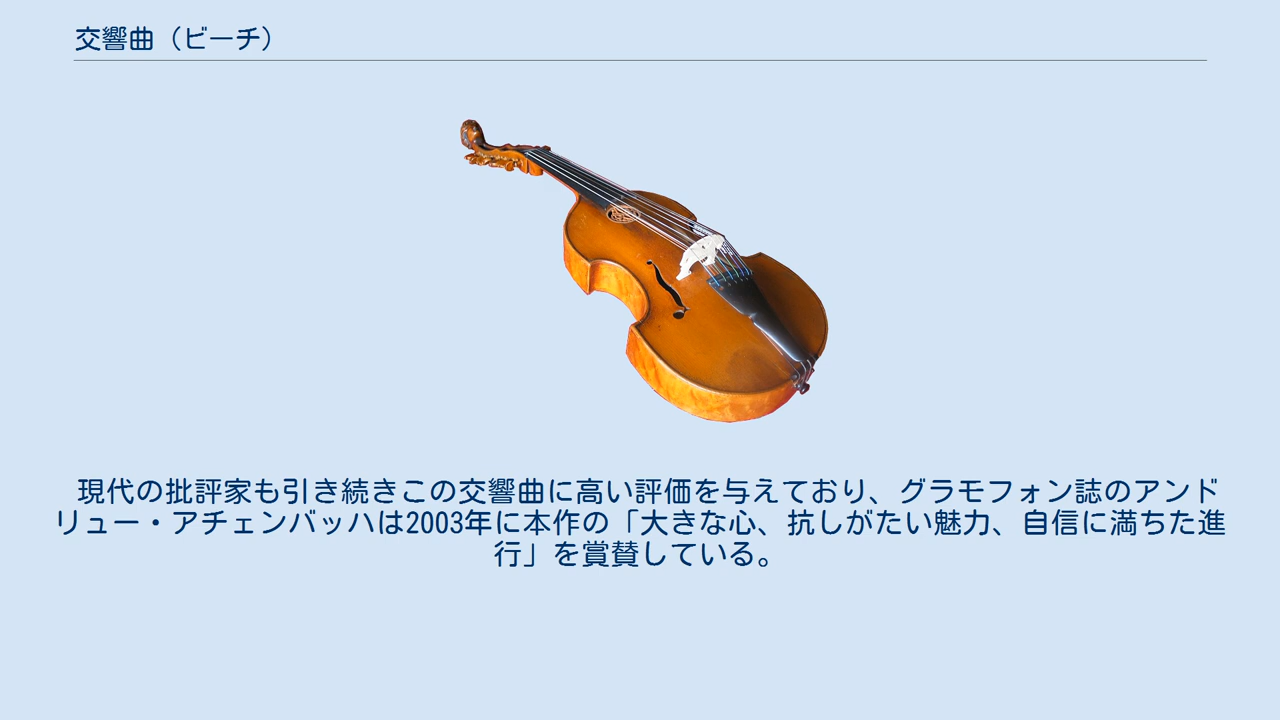 交響曲（ビーチ）
現代の批評家も引き続きこの交響曲に高い評価を与えており、グラモフォン誌のアンド
リュー・アチェンバッハは2003年に本作の「大きな心、抗しがたい魅力、自信に満ちた進
行」を賞賛している。